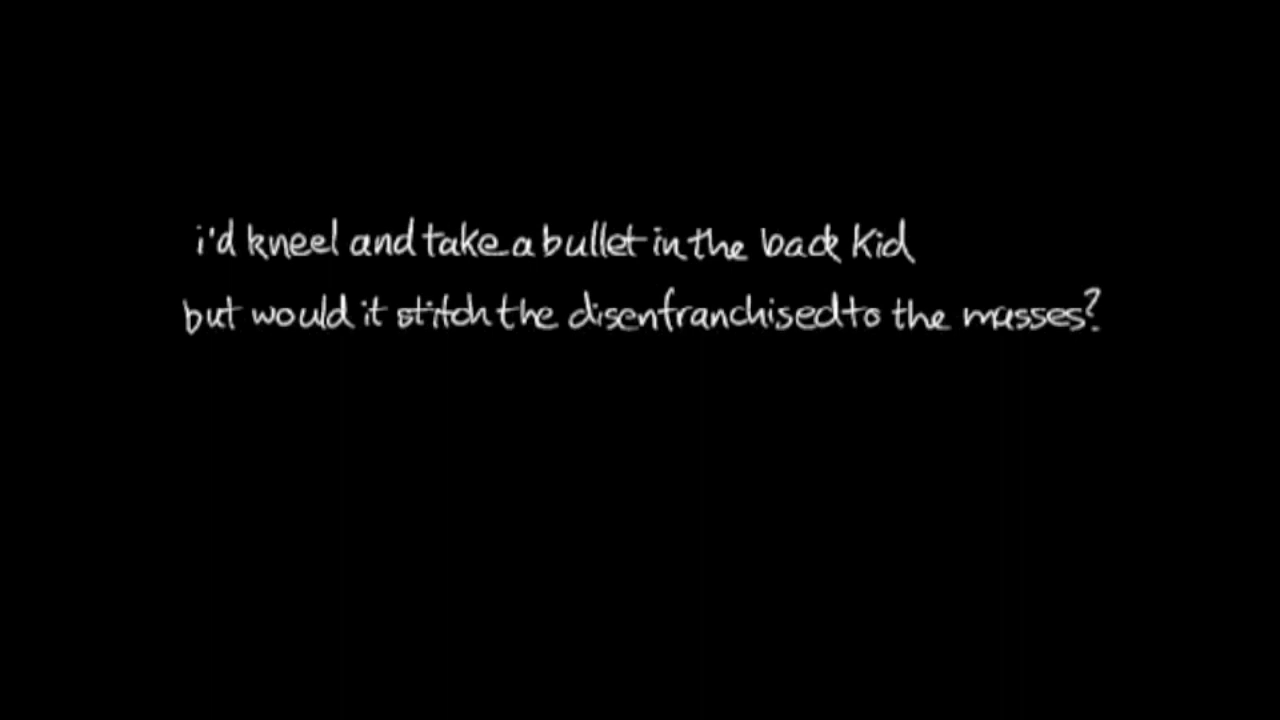 i'd kneel and take a bullet in the back kid
but would it stitch the disenfranchised to the masses?